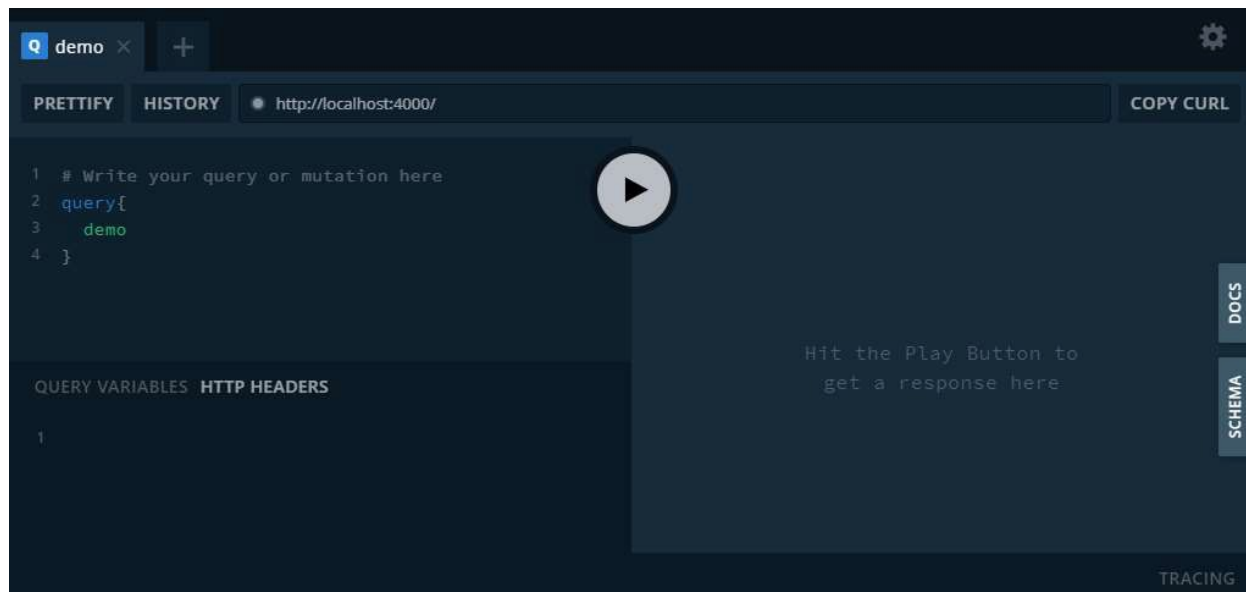 Q demo ×
+
PRETTIFY HISTORY http://localhost:4000/ COPY CURL
1 # Write your query or mutation here
2 query{
3 demo
4 }
Hit the Play Button to
get a response here
DOCS
SCHEMA
QUERY VARIABLES HTTP HEADERS
1
TRACING